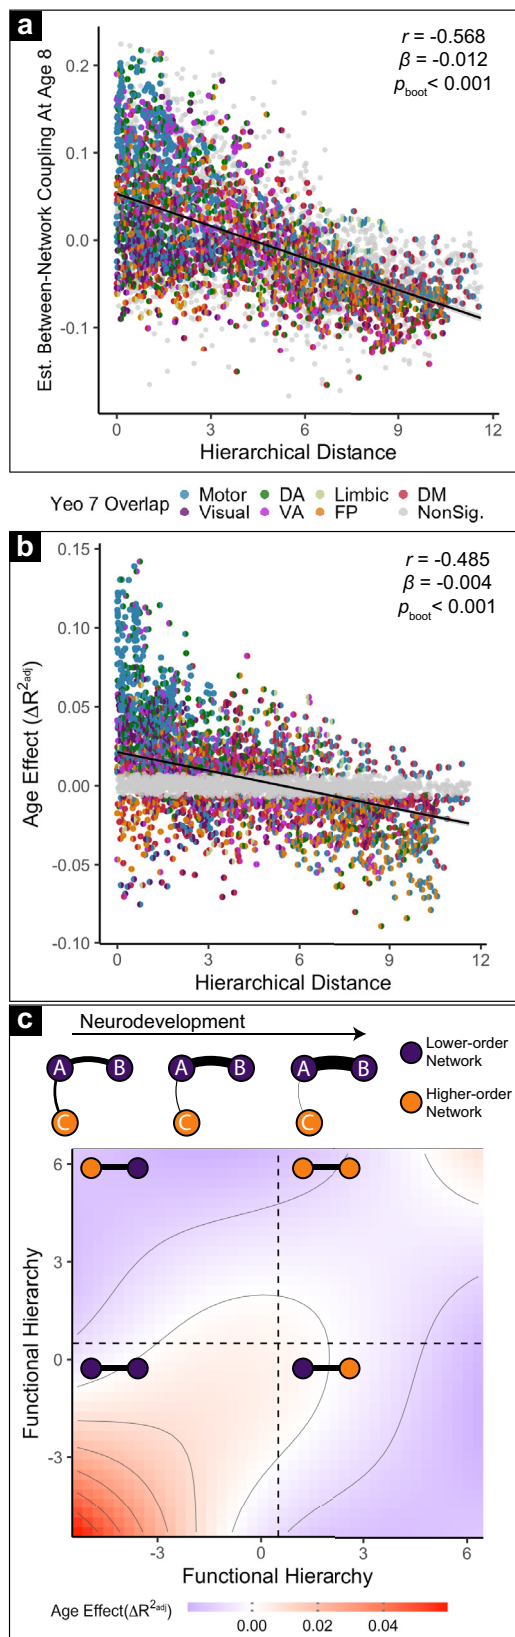 a
r = -0.568
β = -0.012
p boot < 0.001
Est. Between-Network Coupling At Age 8
0.2
0.1
0.0
-0.1
0 3 6 9 12
Hierarchical Distance
Yeo 7 Overlap
Motor DA Limbic DM
Visual VA FP NonSig.
b
r = -0.485
β = -0.004
p boot < 0.001
Age Effect (ΔR²adj)
0.15
0.10
0.05
0.00
-0.05
-0.10
0 3 6 9 12
Hierarchical Distance
c
Neurodevelopment
A B A B A B
C C C
Lower-order
Network
Higher-order
Network
Functional Hierarchy
6
3
0
-3
-3 0 3 6
Functional Hierarchy
Age Effect(ΔR²adj)
0.00 0.02 0.04